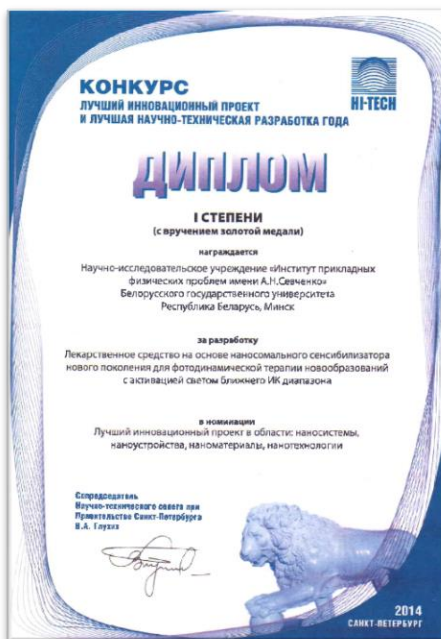 КОНКУРС
ЛУЧШИЙ ИННОВАЦИОННЫЙ ПРОЕКТ
И ЛУЧШАЯ НАУЧНО-ТЕХНИЧЕСКАЯ РАЗРАБОТКА ГОДА
HI-TECH
ДИПЛОМ
I СТЕПЕНИ
(с вручением золотой медали)
награждается
Научно-исследовательское учреждение «Институт прикладных
физических проблем имени А.Н.Севченко»
Белорусского государственного университета
Республика Беларусь, Минск
за разработку
Лекарственное средство на основе наносомального сенсибилизатора
нового поколения для фотодинамической терапии новообразований
с активацией светом ближнего ИК диапазона
в номинации
Лучший инновационный проект в области: наносистемы,
наноустройства, наноматериалы, нанотехнологии
Сопредседатель
Научно-технического совета при
Правительстве Санкт-Петербурга
В.А. Глухих
2014
САНКТ-ПЕТЕРБУРГ